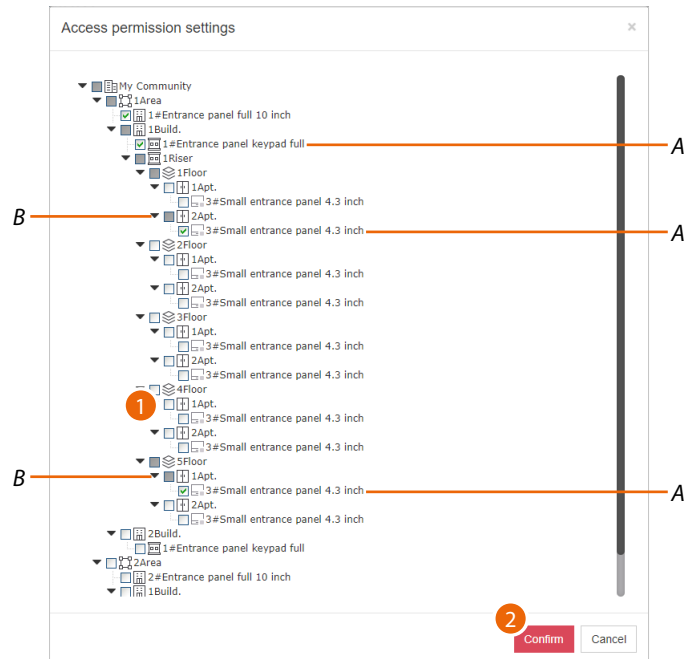 Access permission settings ×
My Community
1Area
1#Entrance panel full 10 inch
1Build.
1#Entrance panel keypad full A
1Riser
1Floor
1Apt.
3#Small entrance panel 4.3 inch
B 2Apt.
3#Small entrance panel 4.3 inch A
2Floor
1Apt.
3#Small entrance panel 4.3 inch
2Apt.
3#Small entrance panel 4.3 inch
3Floor
1Apt.
3#Small entrance panel 4.3 inch
2Apt.
3#Small entrance panel 4.3 inch
4Floor
1 1Apt.
3#Small entrance panel 4.3 inch
2Apt.
3#Small entrance panel 4.3 inch
5Floor
B 1Apt.
3#Small entrance panel 4.3 inch A
2Apt.
3#Small entrance panel 4.3 inch
2Build.
1#Entrance panel keypad full
2Area
2#Entrance panel full 10 inch
1Build.
2
Confirm Cancel